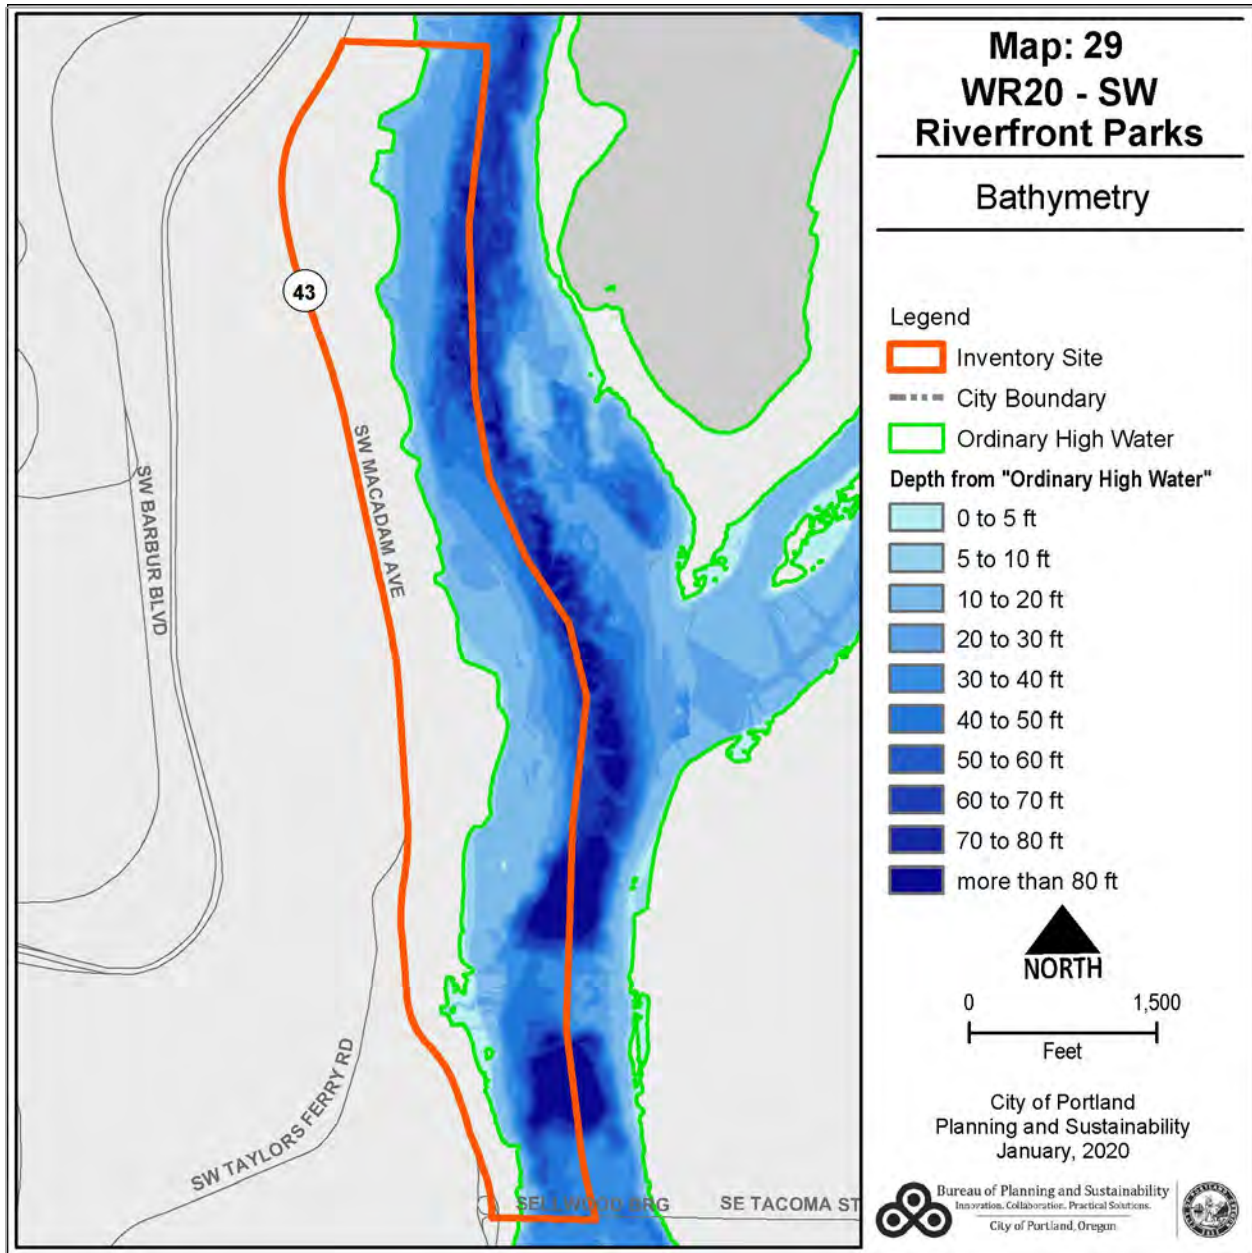 Map: 29
WR20 - SW
Riverfront Parks
Bathymetry
Legend
Inventory Site
City Boundary
Ordinary High Water
Depth from "Ordinary High Water"
0 to 5 ft
5 to 10 ft
10 to 20 ft
20 to 30 ft
30 to 40 ft
40 to 50 ft
50 to 60 ft
60 to 70 ft
70 to 80 ft
more than 80 ft
NORTH
0 1,500
Feet
City of Portland
Planning and Sustainability
January, 2020
Bureau of Planning and Sustainability
Innovation. Collaboration. Practical Solutions.
City of Portland, Oregon
43
SW MACADAM AVE
SW BARBUR BLVD
SW TAYLORS FERRY RD
SELLWOOD BRG
SE TACOMA ST